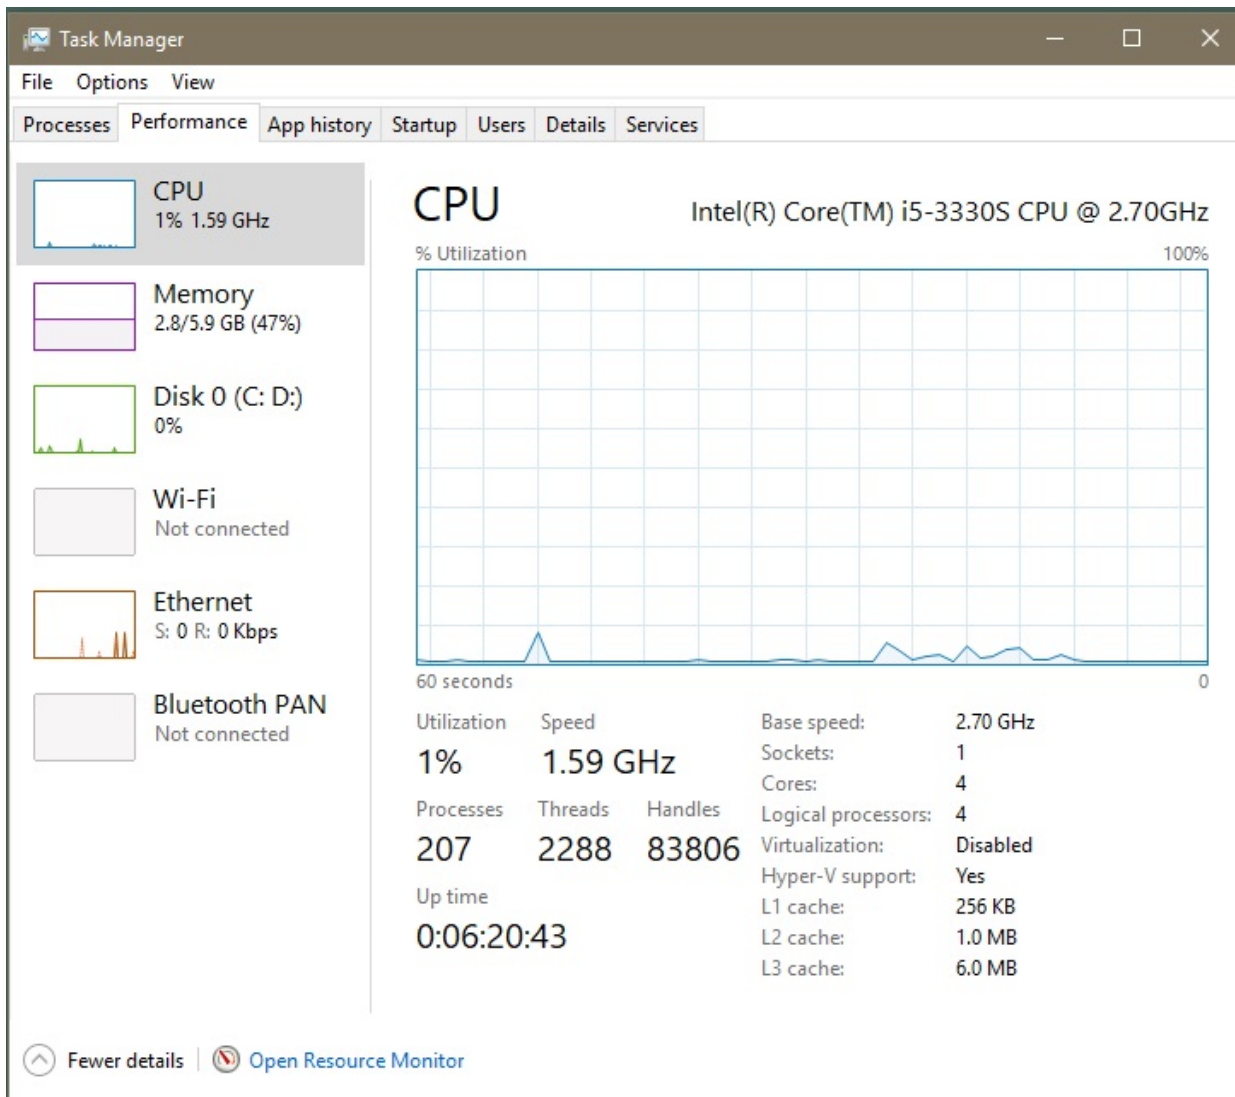 Task Manager
File Options View
Processes Performance App history Startup Users Details Services
CPU
1% 1.59 GHz
Memory
2.8/5.9 GB (47%)
Disk 0 (C: D:)
0%
Wi-Fi
Not connected
Ethernet
S: 0 R: 0 Kbps
Bluetooth PAN
Not connected
CPU Intel(R) Core(TM) i5-3330S CPU @ 2.70GHz
% Utilization 100%
60 seconds 0
Utilization Speed
1% 1.59 GHz
Processes Threads Handles
207 2288 83806
Up time
0:06:20:43
Base speed: 2.70 GHz
Sockets: 1
Cores: 4
Logical processors: 4
Virtualization: Disabled
Hyper-V support: Yes
L1 cache: 256 KB
L2 cache: 1.0 MB
L3 cache: 6.0 MB
Fewer details Open Resource Monitor